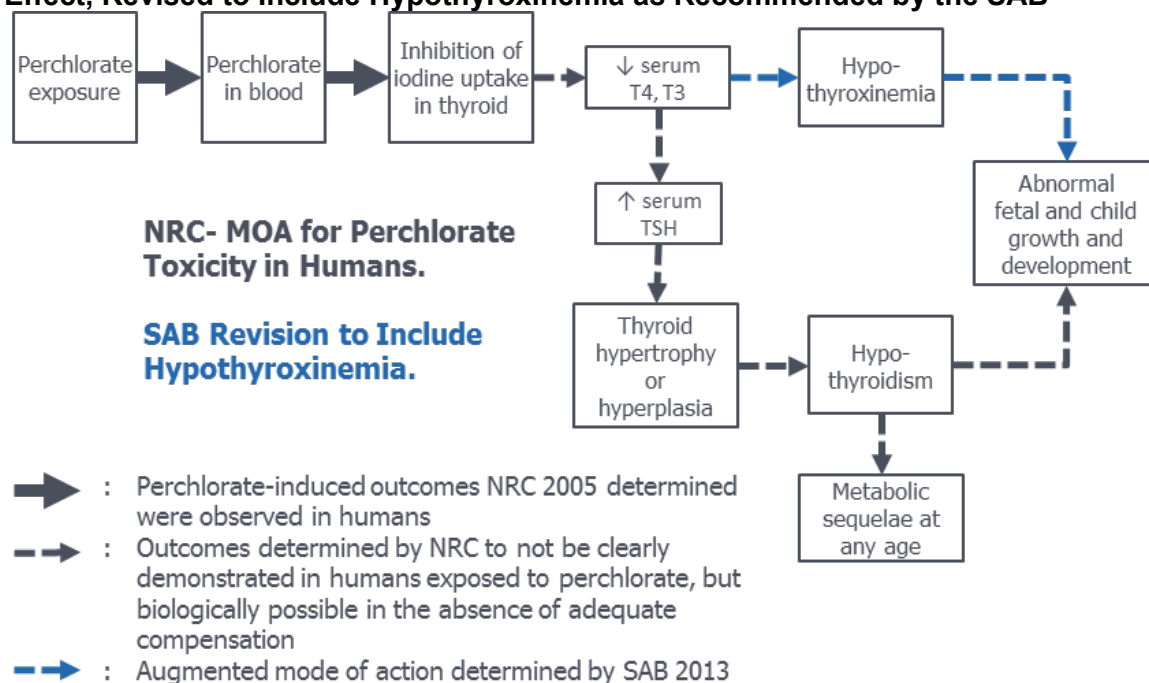 Effect, Revised to Include Hypothyroxinemia as Recommended by the SAB
Perchlorate
exposure
Perchlorate
in blood
Inhibition of
iodine uptake
in thyroid
↓ serum
T4, T3
Hypo-
thyroxinemia
↑ serum
TSH
Abnormal
fetal and child
growth and
development
NRC- MOA for Perchlorate
Toxicity in Humans.
SAB Revision to Include
Hypothyroxinemia.
Thyroid
hypertrophy
or
hyperplasia
Hypo-
thyroidism
Metabolic
sequelae at
any age
: Perchlorate-induced outcomes NRC 2005 determined
were observed in humans
: Outcomes determined by NRC to not be clearly
demonstrated in humans exposed to perchlorate, but
biologically possible in the absence of adequate
compensation
: Augmented mode of action determined by SAB 2013